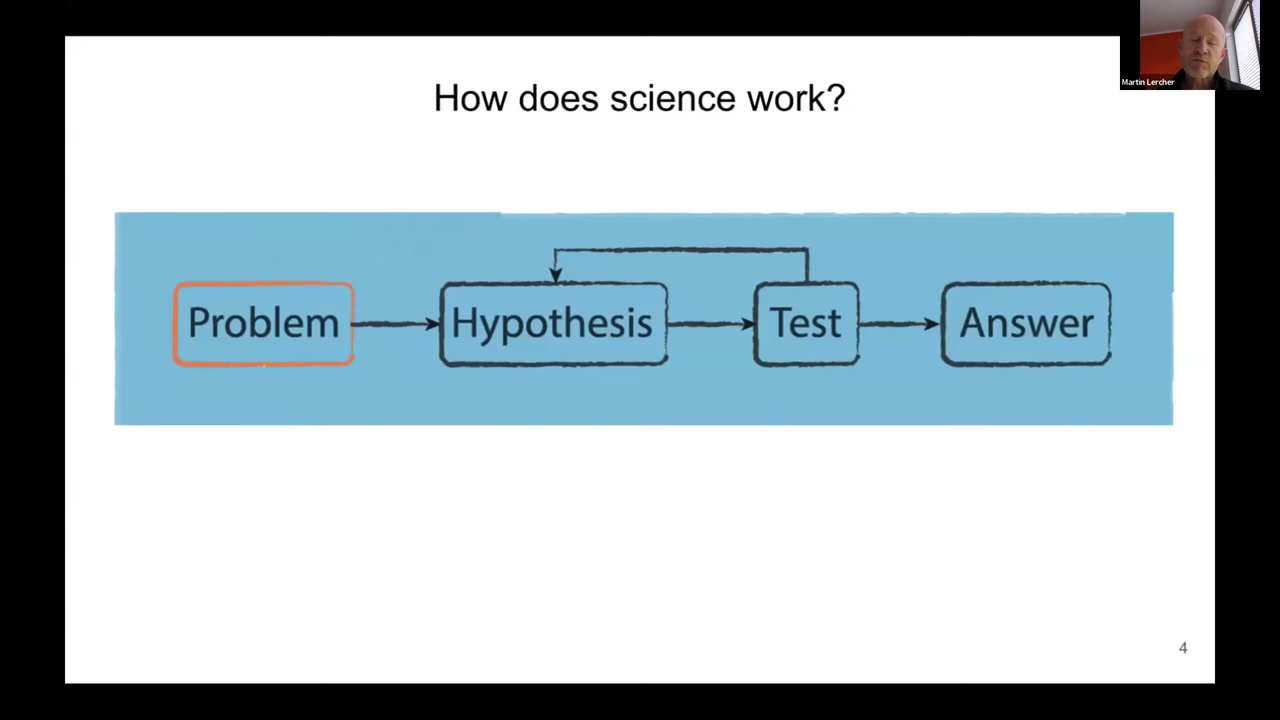 Martin Lercher
How does science work?
Problem
Hypothesis
Test
Answer
4